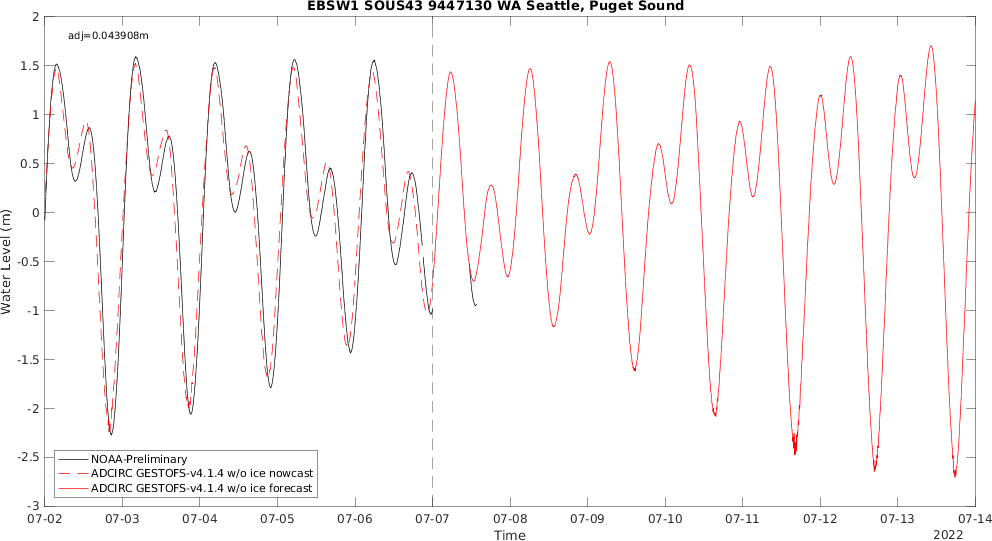 EBSW1 SOUS43 9447130 WA Seattle, Puget Sound
adj=0.043908m
2
1.5
1
0.5
0
-0.5
-1
-1.5
-2
-2.5
-3
Water Level (m)
NOAA-Preliminary
ADCIRC GESTOFS-v4.1.4 w/o ice nowcast
ADCIRC GESTOFS-v4.1.4 w/o ice forecast
07-02 07-03 07-04 07-05 07-06 07-07 07-08 07-09 07-10 07-11 07-12 07-13 07-14
Time
2022